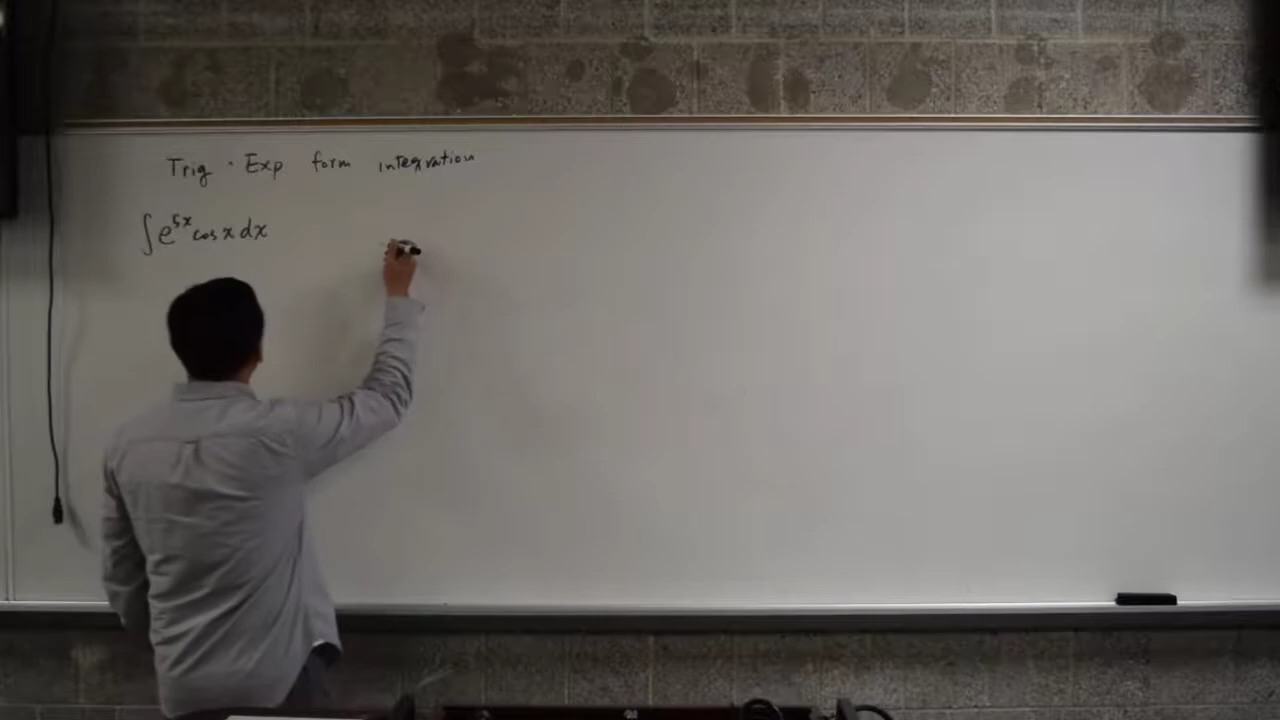 Trig · Exp form integration
∫e^{5x} cos x dx